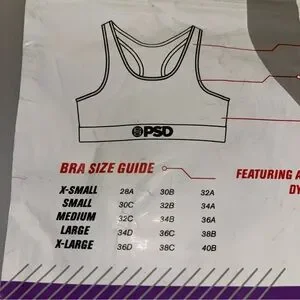 PSD
BRA SIZE GUIDE
FEATURING A
DY
X-SMALL 28A 30B 32A
SMALL 30C 32B 34A
MEDIUM 32C 34B 36A
LARGE 34D 36C 38B
X-LARGE 36D 38C 40B